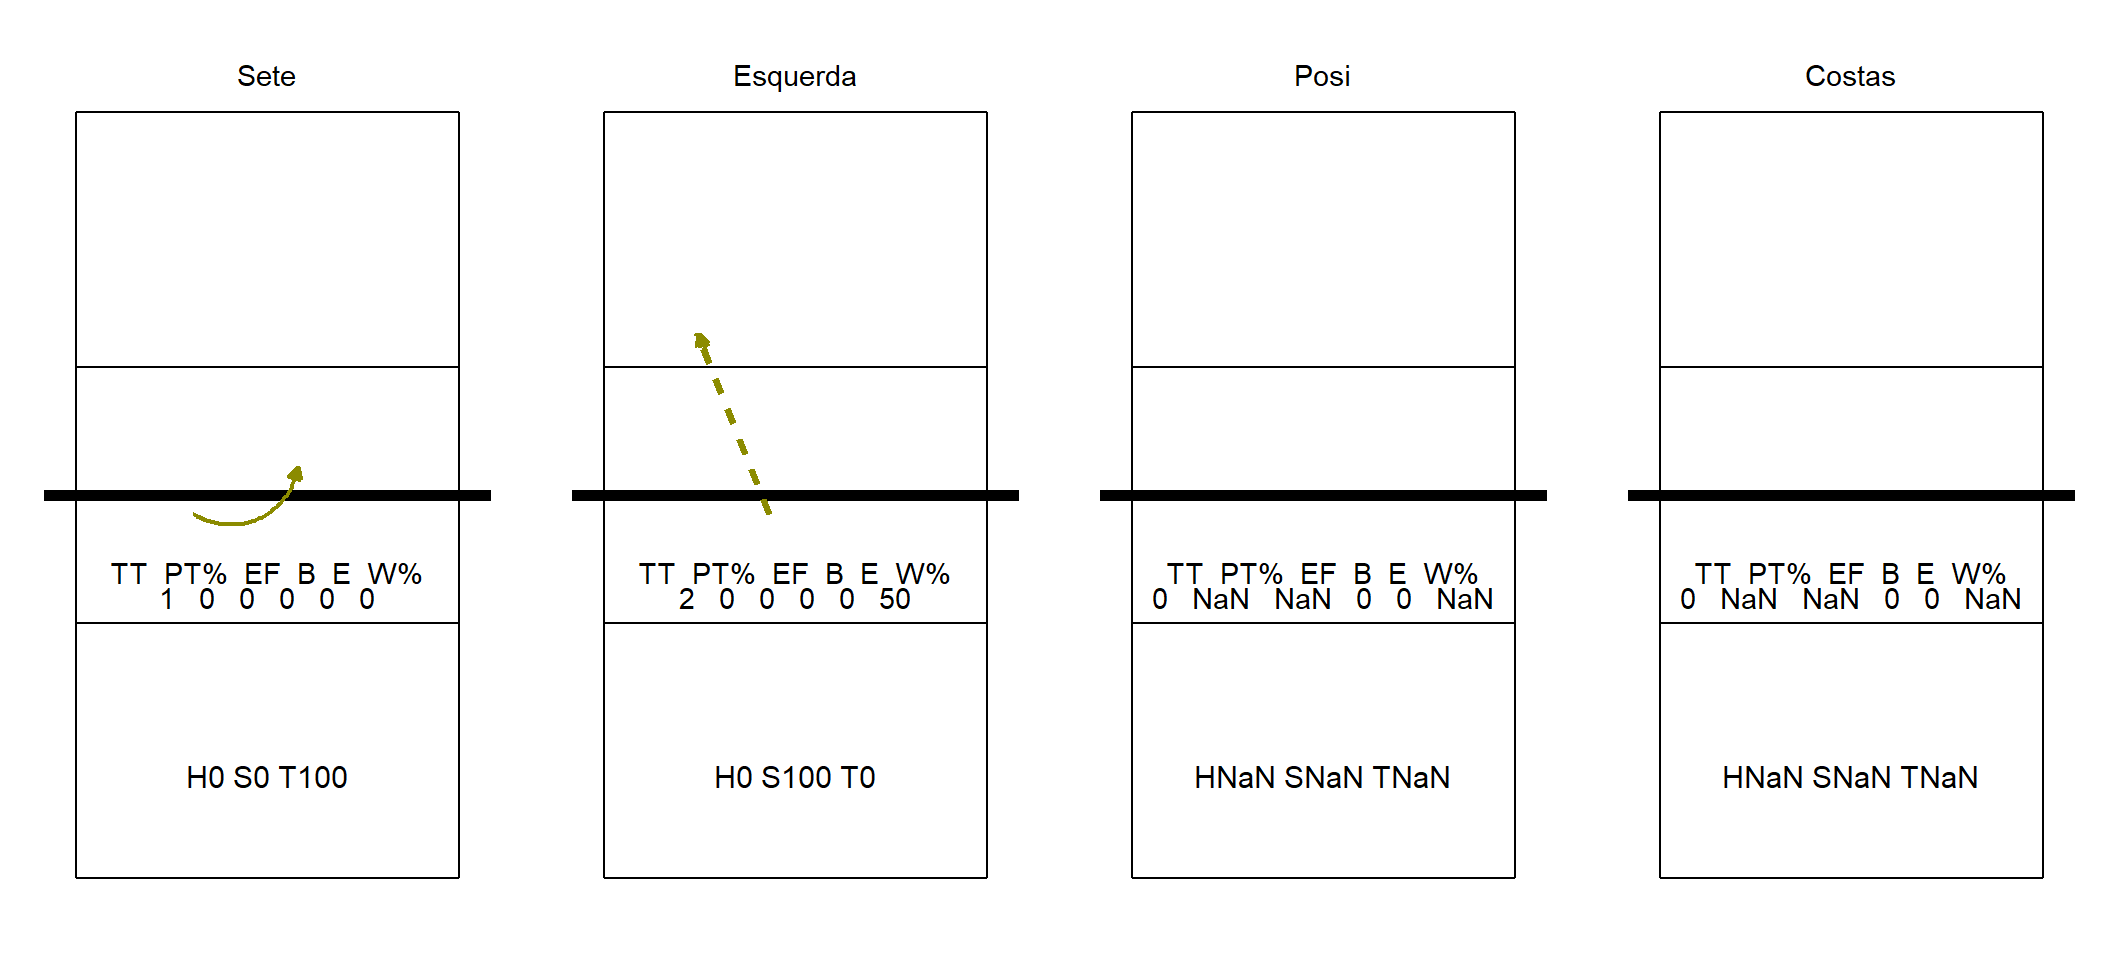 Sete
TT PT% EF B E W%
1 0 0 0 0 0
H0 S0 T100
Esquerda
TT PT% EF B E W%
2 0 0 0 0 50
H0 S100 T0
Posi
TT PT% EF B E W%
0 NaN NaN 0 0 NaN
HNaN SNaN TNaN
Costas
TT PT% EF B E W%
0 NaN NaN 0 0 NaN
HNaN SNaN TNaN